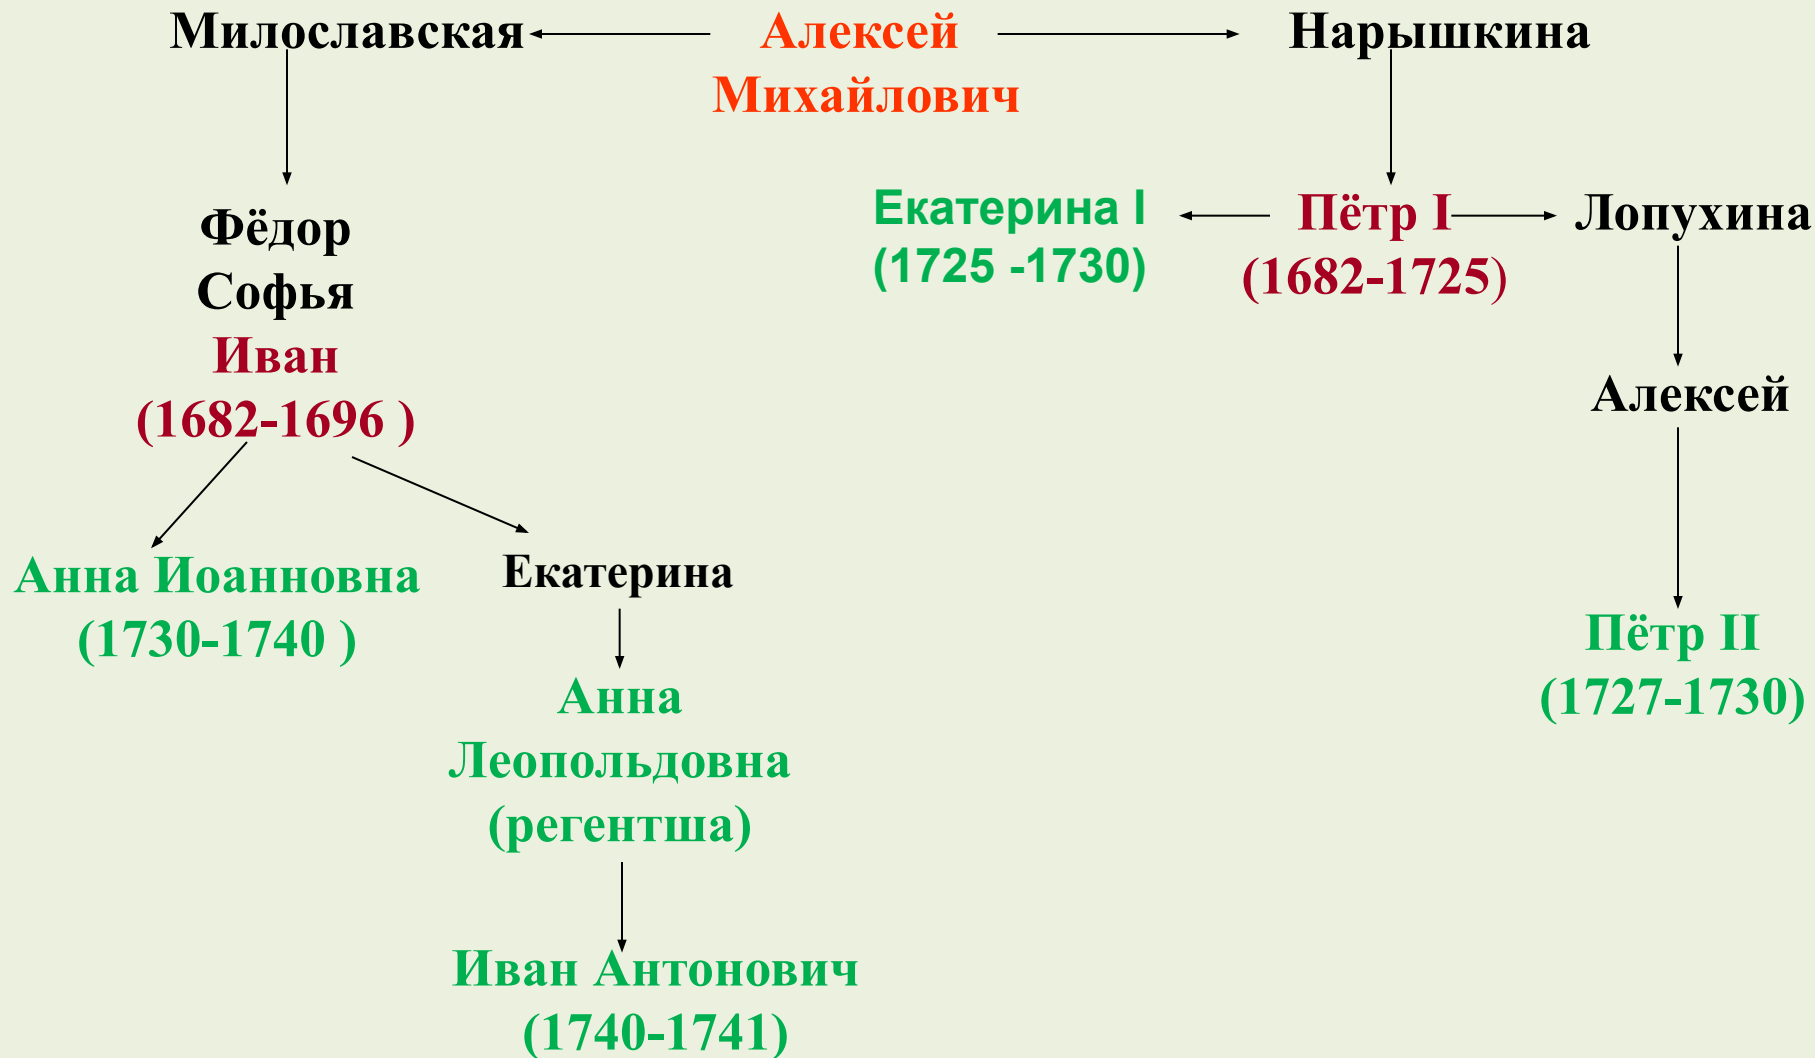 Милославская
Алексей
Михайлович
Нарышкина
Фёдор
Софья
Иван
(1682-1696 )
Екатерина I
(1725 -1730)
Пётр I
(1682-1725)
Лопухина
Алексей
Пётр II
(1727-1730)
Анна Иоанновна
(1730-1740 )
Екатерина
Анна
Леопольдовна
(регентша)
Иван Антонович
(1740-1741)